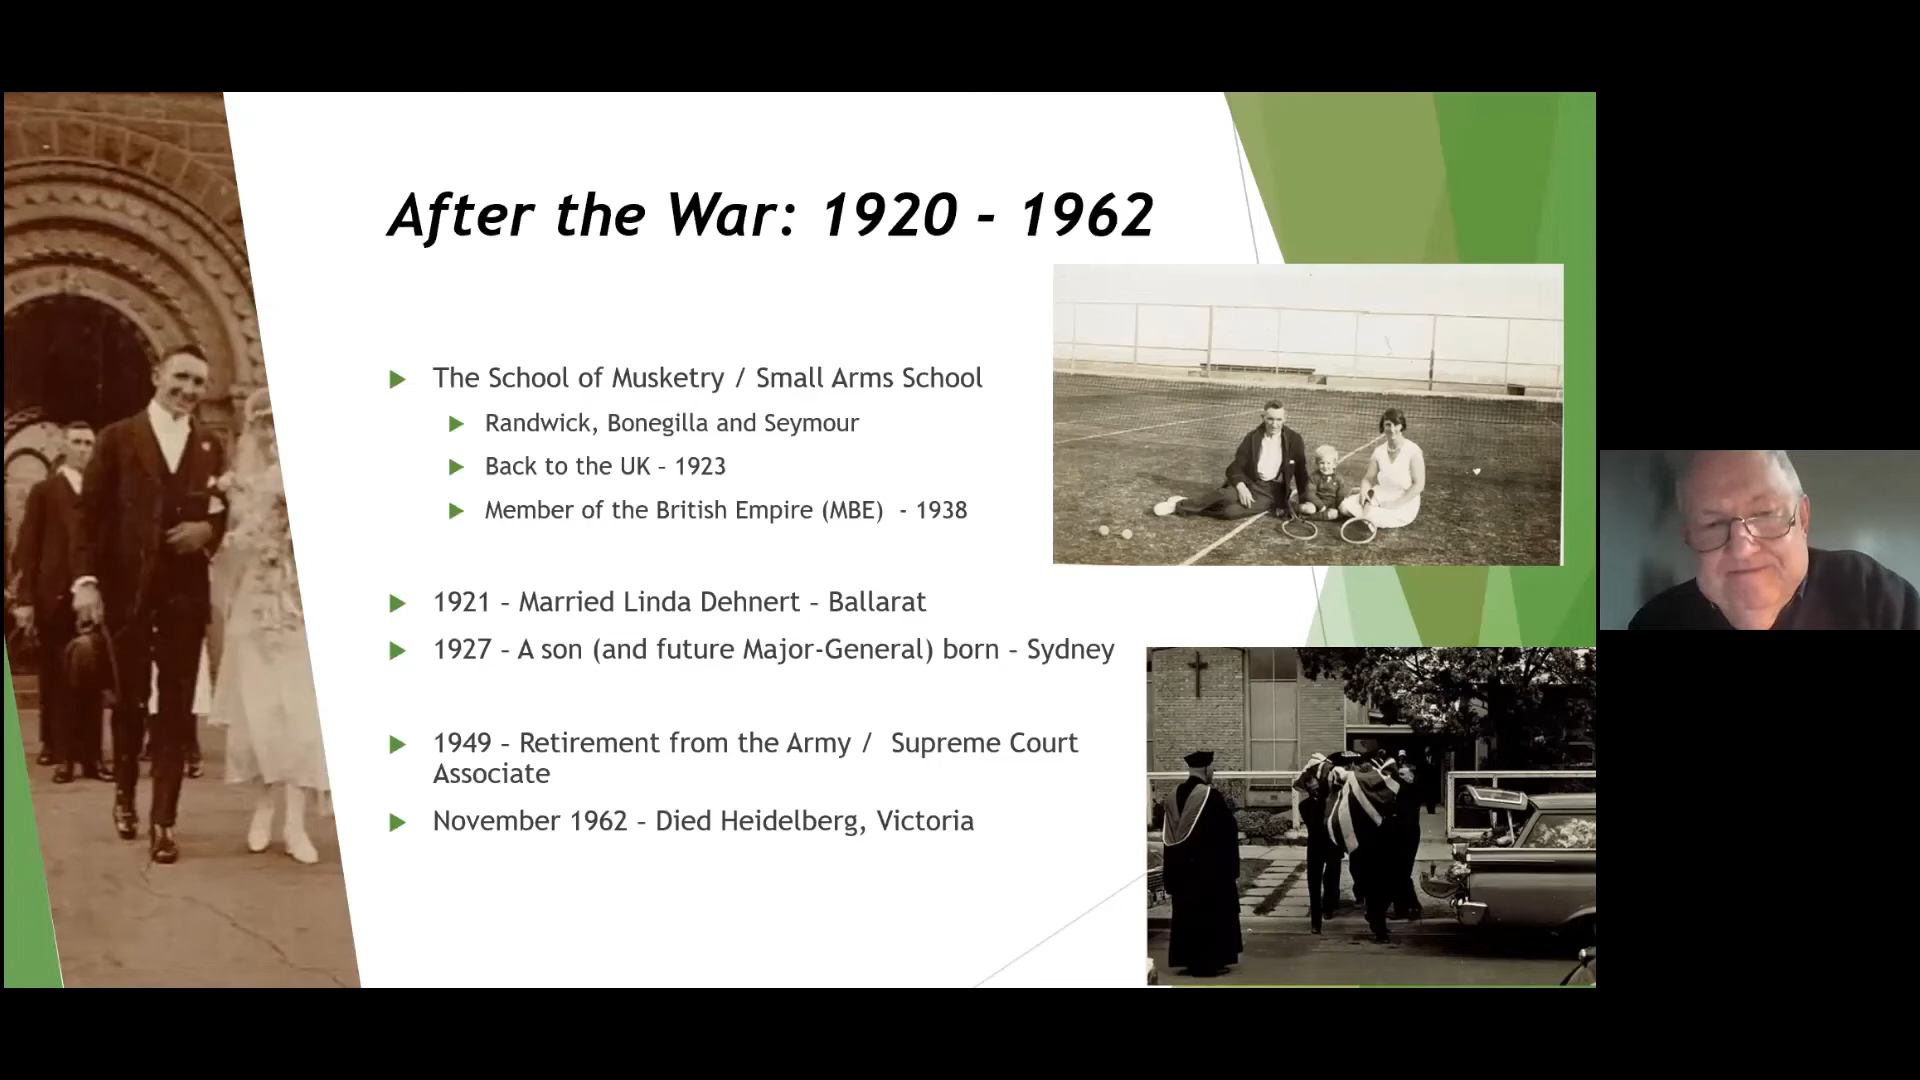 After the War: 1920 - 1962
The School of Musketry / Small Arms School
Randwick, Bonegilla and Seymour
Back to the UK – 1923
Member of the British Empire (MBE) - 1938
1921 – Married Linda Dehnert – Ballarat
1927 – A son (and future Major-General) born – Sydney
1949 – Retirement from the Army / Supreme Court
Associate
November 1962 – Died Heidelberg, Victoria